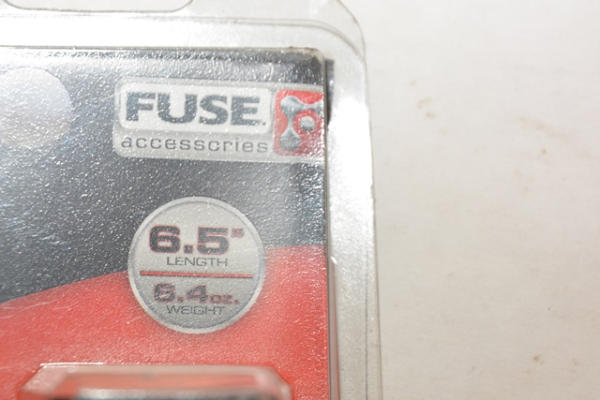 FUSE.
accessories
6.5"
LENGTH
6.4oz.
WEIGHT